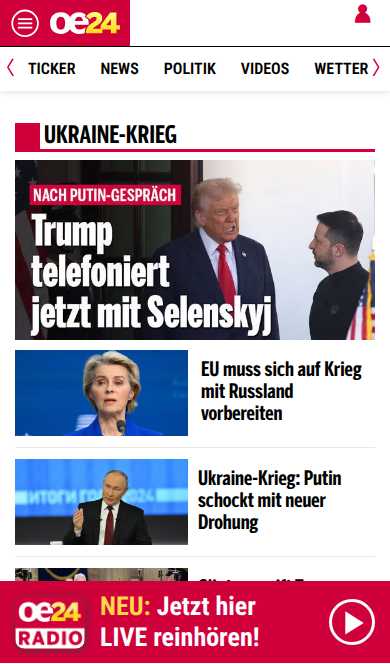 oe24
TICKER NEWS POLITIK VIDEOS WETTER
UKRAINE-KRIEG
NACH PUTIN-GESPRÄCH
Trump
telefoniert
jetzt mit Selenskyj
EU muss sich auf Krieg
mit Russland
vorbereiten
ИТОГИ ГОДА 2024
Ukraine-Krieg: Putin
schockt mit neuer
Drohung
oe24
RADIO
NEU: Jetzt hier
LIVE reinhören!